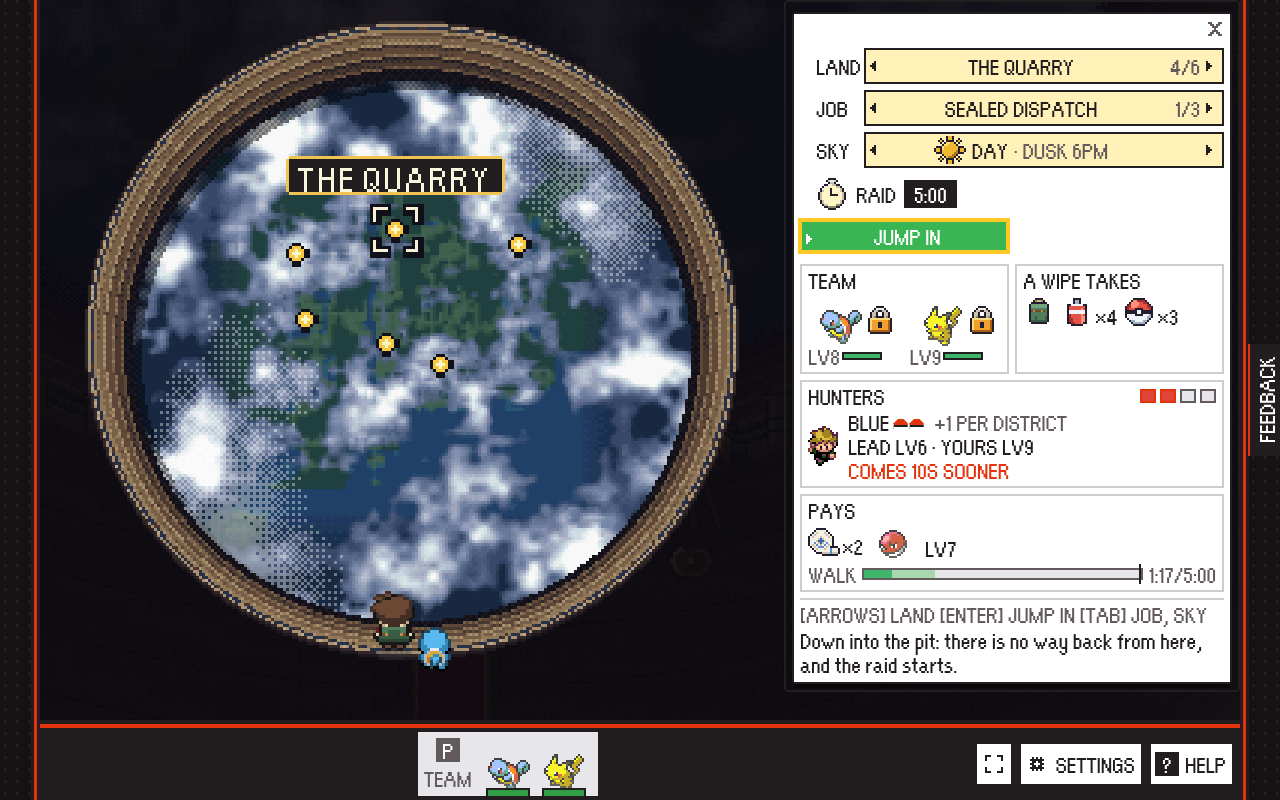 THE QUARRY
X
LAND THE QUARRY 4/6
JOB SEALED DISPATCH 1/3
SKY DAY · DUSK 6PM
RAID 5:00
JUMP IN
TEAM
LV8 LV9
A WIPE TAKES
×4 ×3
HUNTERS
BLUE +1 PER DISTRICT
LEAD LV6 · YOURS LV9
COMES 10S SOONER
PAYS
×2 LV7
WALK 1:17/5:00
[ARROWS] LAND [ENTER] JUMP IN [TAB] JOB, SKY
Down into the pit: there is no way back from here,
and the raid starts.
FEEDBACK
P
TEAM
SETTINGS
? HELP